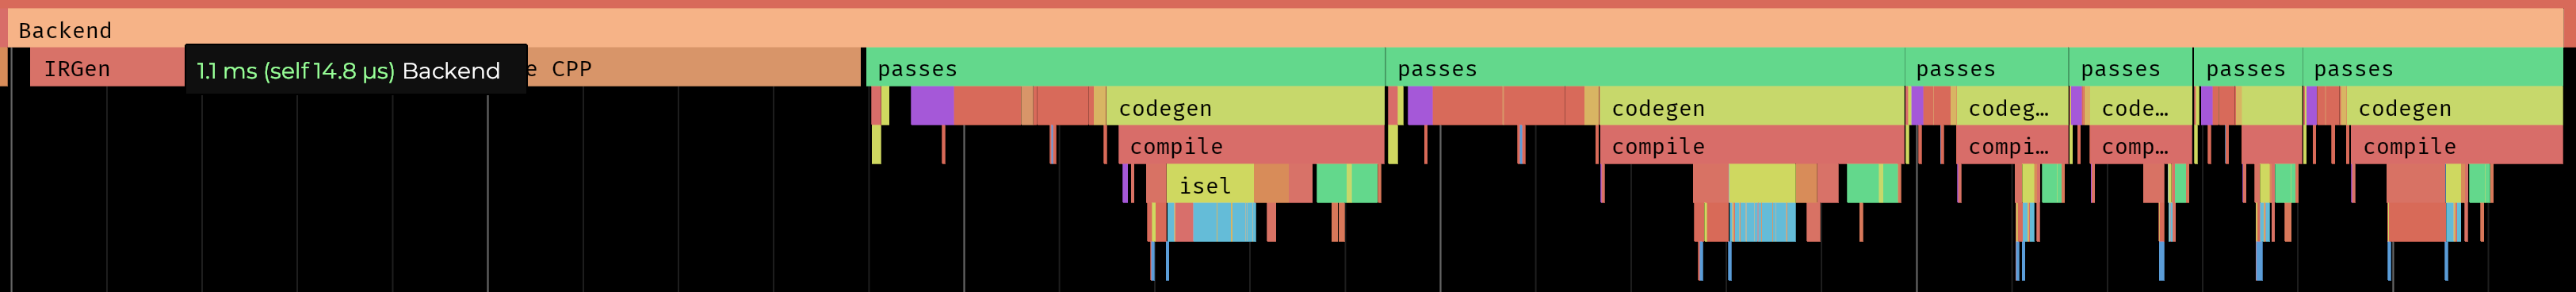 Backend
IRGen
1.1 ms (self 14.8 µs) Backend
e CPP
passes
passes
passes
passes
passes
passes
codegen
codegen
codeg…
code…
codegen
compile
compile
compi…
comp…
compile
isel